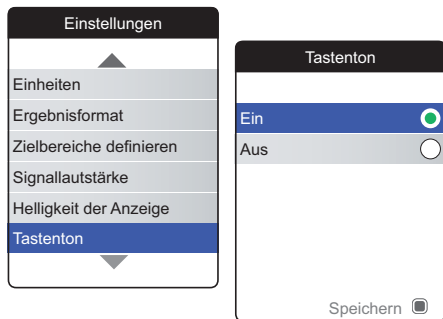 Einstellungen
Einheiten
Ergebnisformat
Zielbereiche definieren
Signallautstärke
Helligkeit der Anzeige
Tastenton
Tastenton
Ein
Aus
Speichern